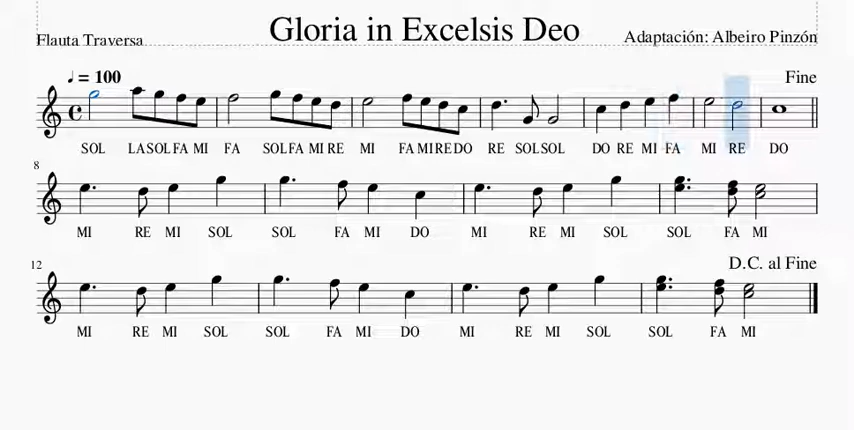 Gloria in Excelsis Deo
Flauta Traversa
Adaptación: Albeiro Pinzón
♩ = 100
Fine
SOL LA SOL FA MI FA SOL FA MI RE MI FA MI RE DO RE SOL SOL DO RE MI FA MI RE DO
8
MI RE MI SOL SOL FA MI DO MI RE MI SOL SOL FA MI
12
D.C. al Fine
MI RE MI SOL SOL FA MI DO MI RE MI SOL SOL FA MI